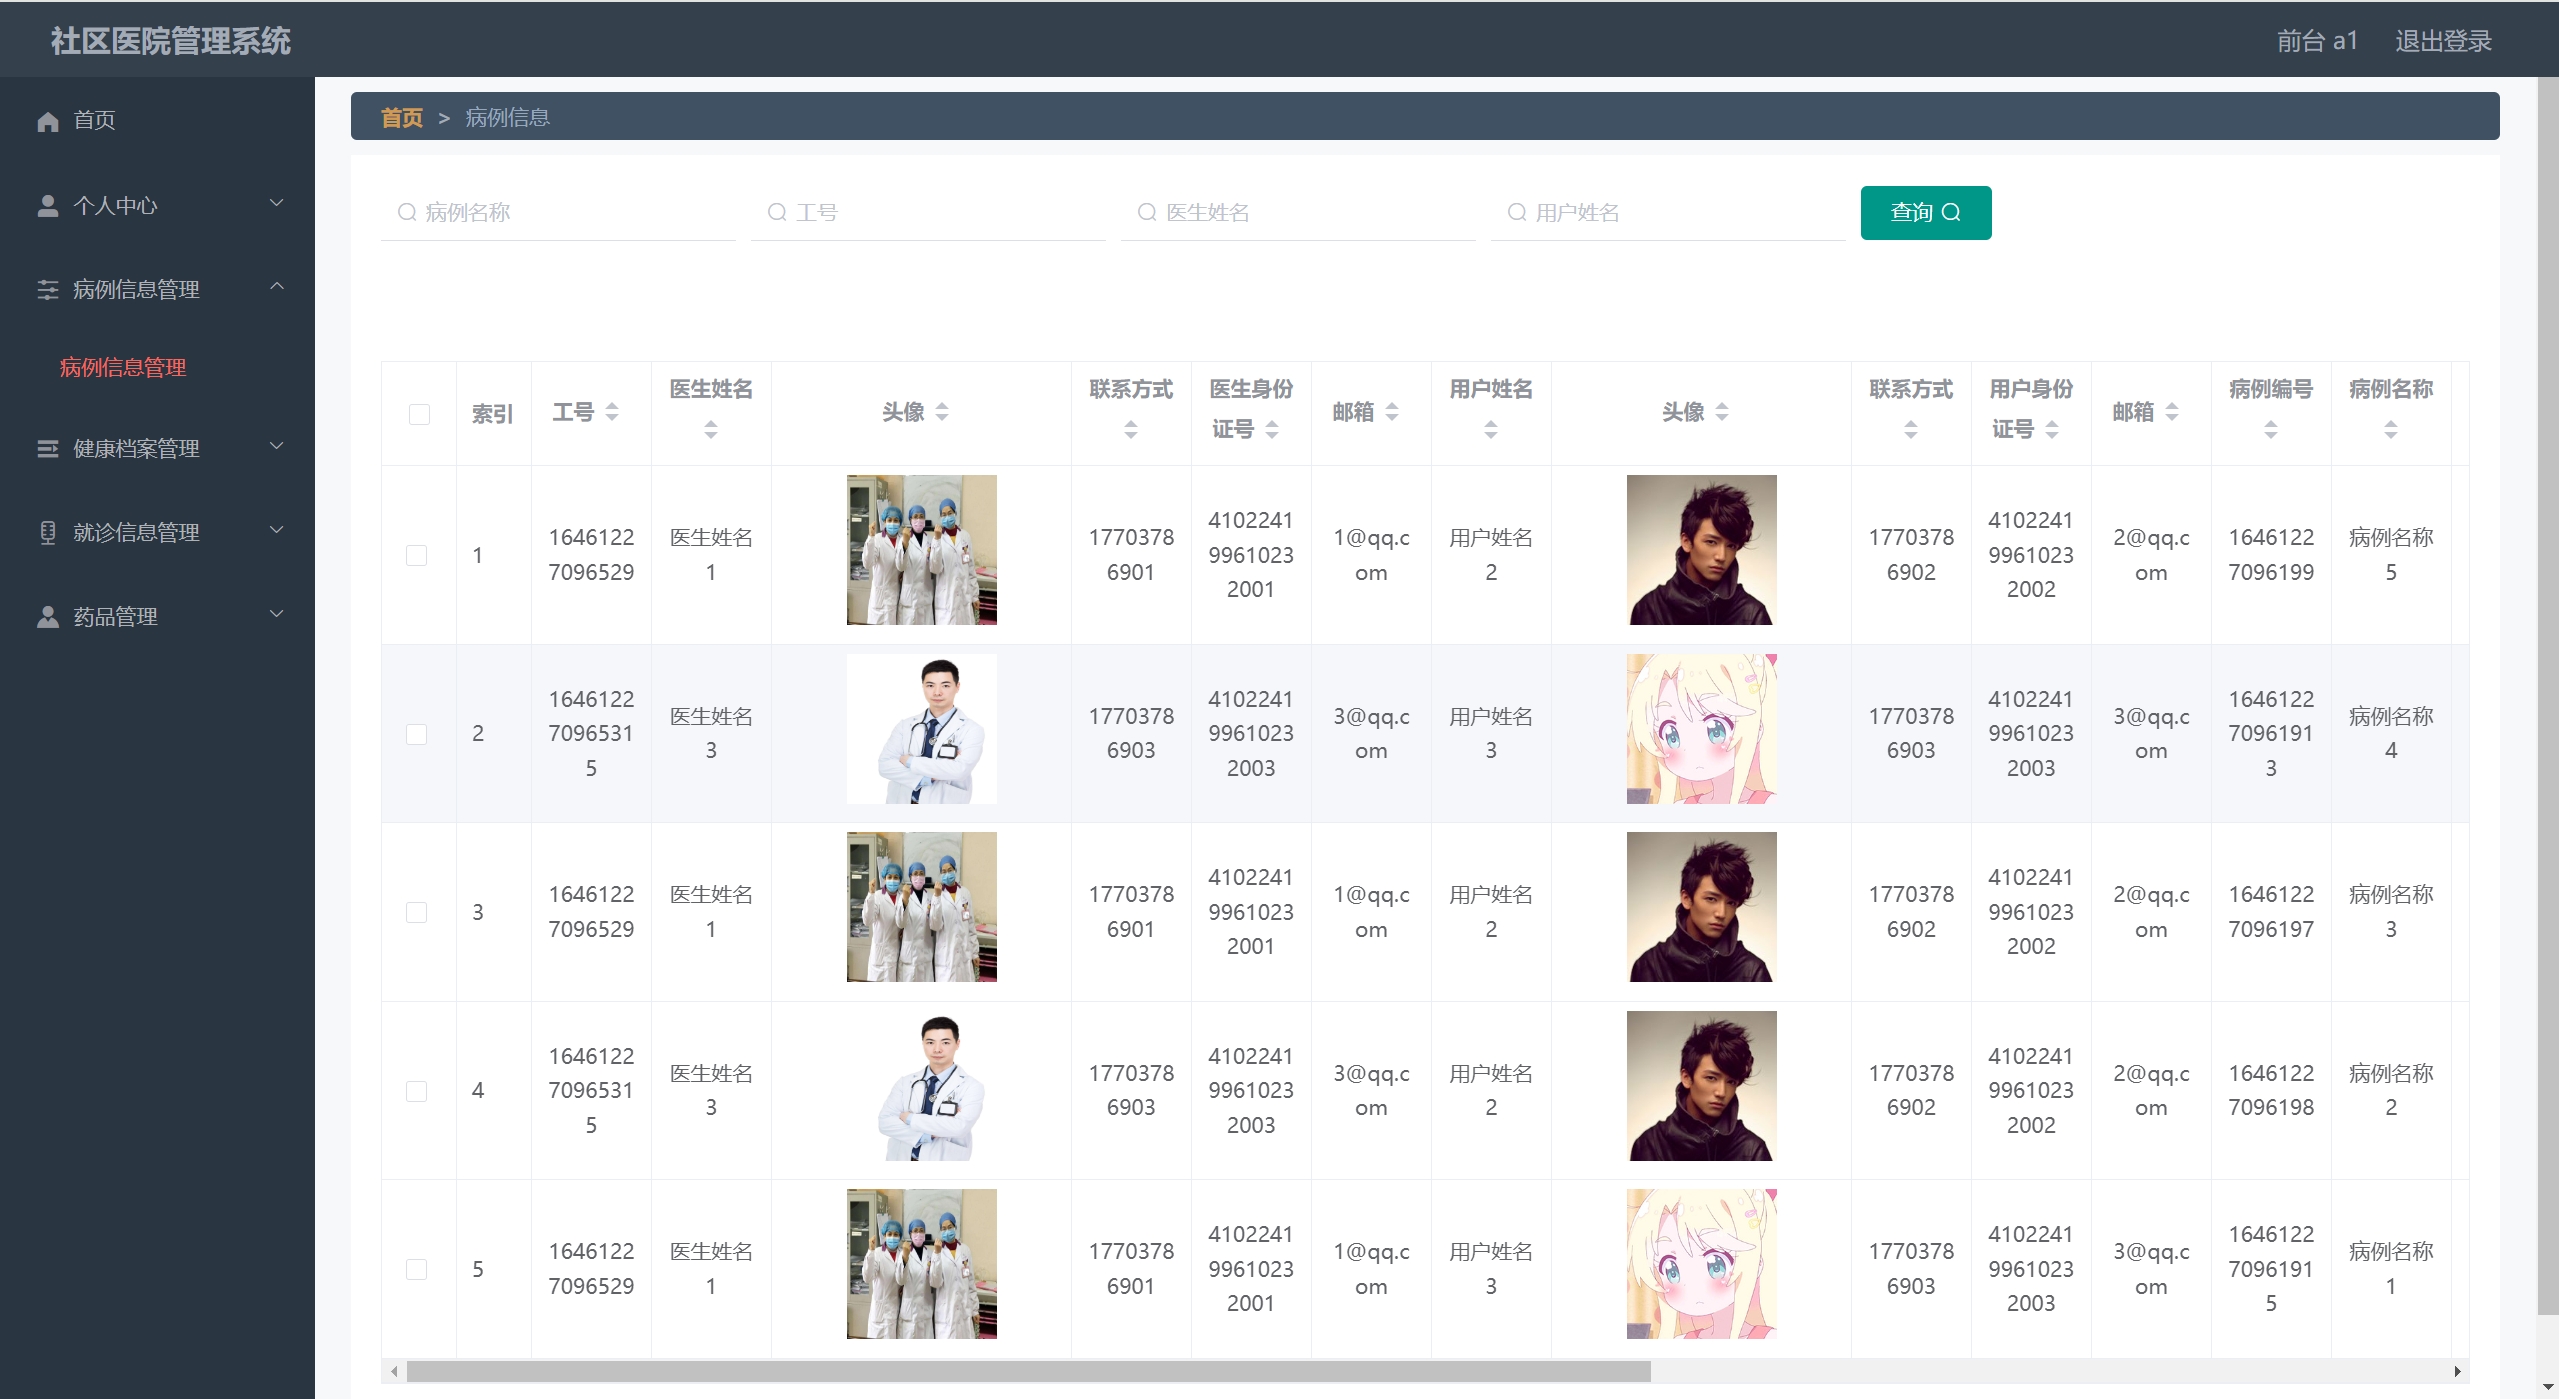 社区医院管理系统
前台 a1 退出登录
首页
个人中心
病例信息管理
病例信息管理
健康档案管理
就诊信息管理
药品管理
首页 > 病例信息
病例名称 工号 医生姓名 用户姓名 查询
索引 工号 医生姓名 头像 联系方式 医生身份证号 邮箱 用户姓名 头像 联系方式 用户身份证号 邮箱 病例编号 病例名称
1 16461227096529 医生姓名1 17703786901 410224199610232001 1@qq.com 用户姓名2 17703786902 410224199610232002 2@qq.com 16461227096199 病例名称5
2 164612270965315 医生姓名3 17703786903 410224199610232003 3@qq.com 用户姓名3 17703786903 410224199610232003 3@qq.com 164612270961913 病例名称4
3 16461227096529 医生姓名1 17703786901 410224199610232001 1@qq.com 用户姓名2 17703786902 410224199610232002 2@qq.com 16461227096197 病例名称3
4 164612270965315 医生姓名3 17703786903 410224199610232003 3@qq.com 用户姓名2 17703786902 410224199610232002 2@qq.com 16461227096198 病例名称2
5 16461227096529 医生姓名1 17703786901 410224199610232001 1@qq.com 用户姓名3 17703786903 410224199610232003 3@qq.com 164612270961915 病例名称1